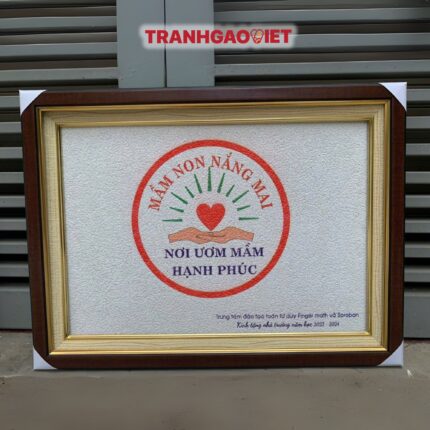 TRANHGAOVIET
MẦM NON NẮNG MAI
NƠI ƯƠM MẦM
HẠNH PHÚC
Trung tâm đào tạo toán tư duy Finger math và Soroban
Kính tặng nhà trường năm học 2023 - 2024